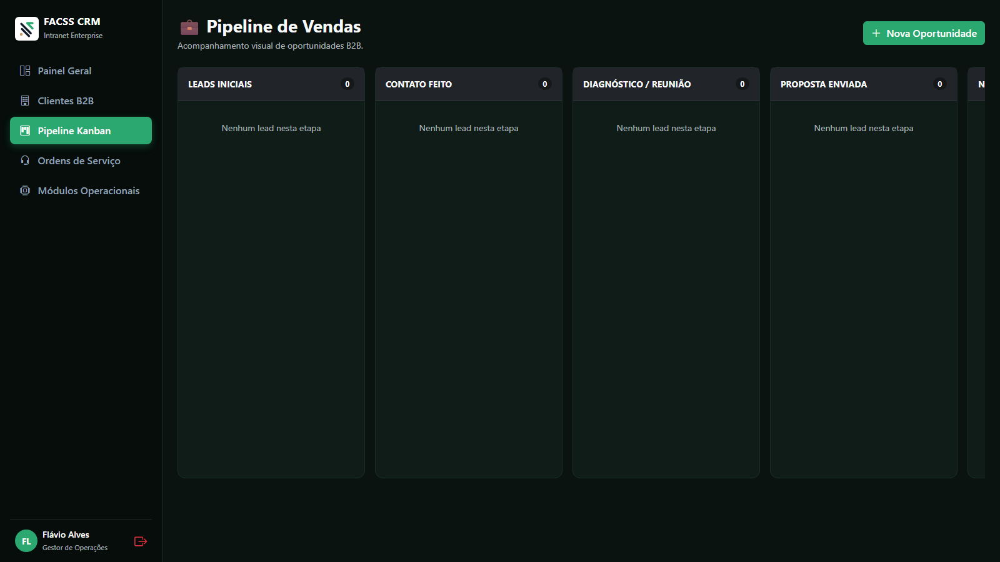 FACSS CRM
Intranet Enterprise
Painel Geral
Clientes B2B
Pipeline Kanban
Ordens de Serviço
Módulos Operacionais
FL
Flávio Alves
Gestor de Operações
Pipeline de Vendas
Acompanhamento visual de oportunidades B2B.
+ Nova Oportunidade
LEADS INICIAIS 0
Nenhum lead nesta etapa
CONTATO FEITO 0
Nenhum lead nesta etapa
DIAGNÓSTICO / REUNIÃO 0
Nenhum lead nesta etapa
PROPOSTA ENVIADA 0
Nenhum lead nesta etapa